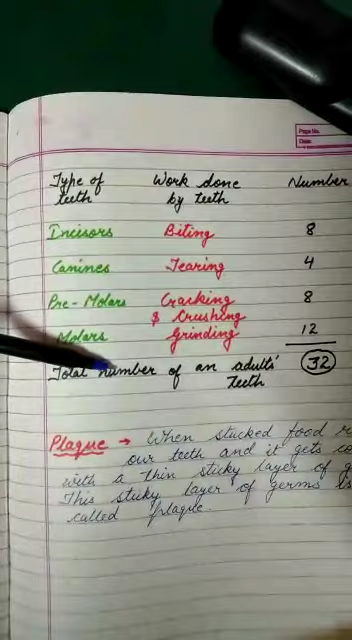 Page No.
Date:
Type of teeth Work done by teeth Number
Incisors Biting 8
Canines Tearing 4
Pre-Molars Cracking & Crushing 8
Molars Grinding 12
Total number of an adults' teeth 32
Plaque → When stucked food
our teeth and it gets
with a thin sticky layer of
This sticky layer of germs is
called plaque.